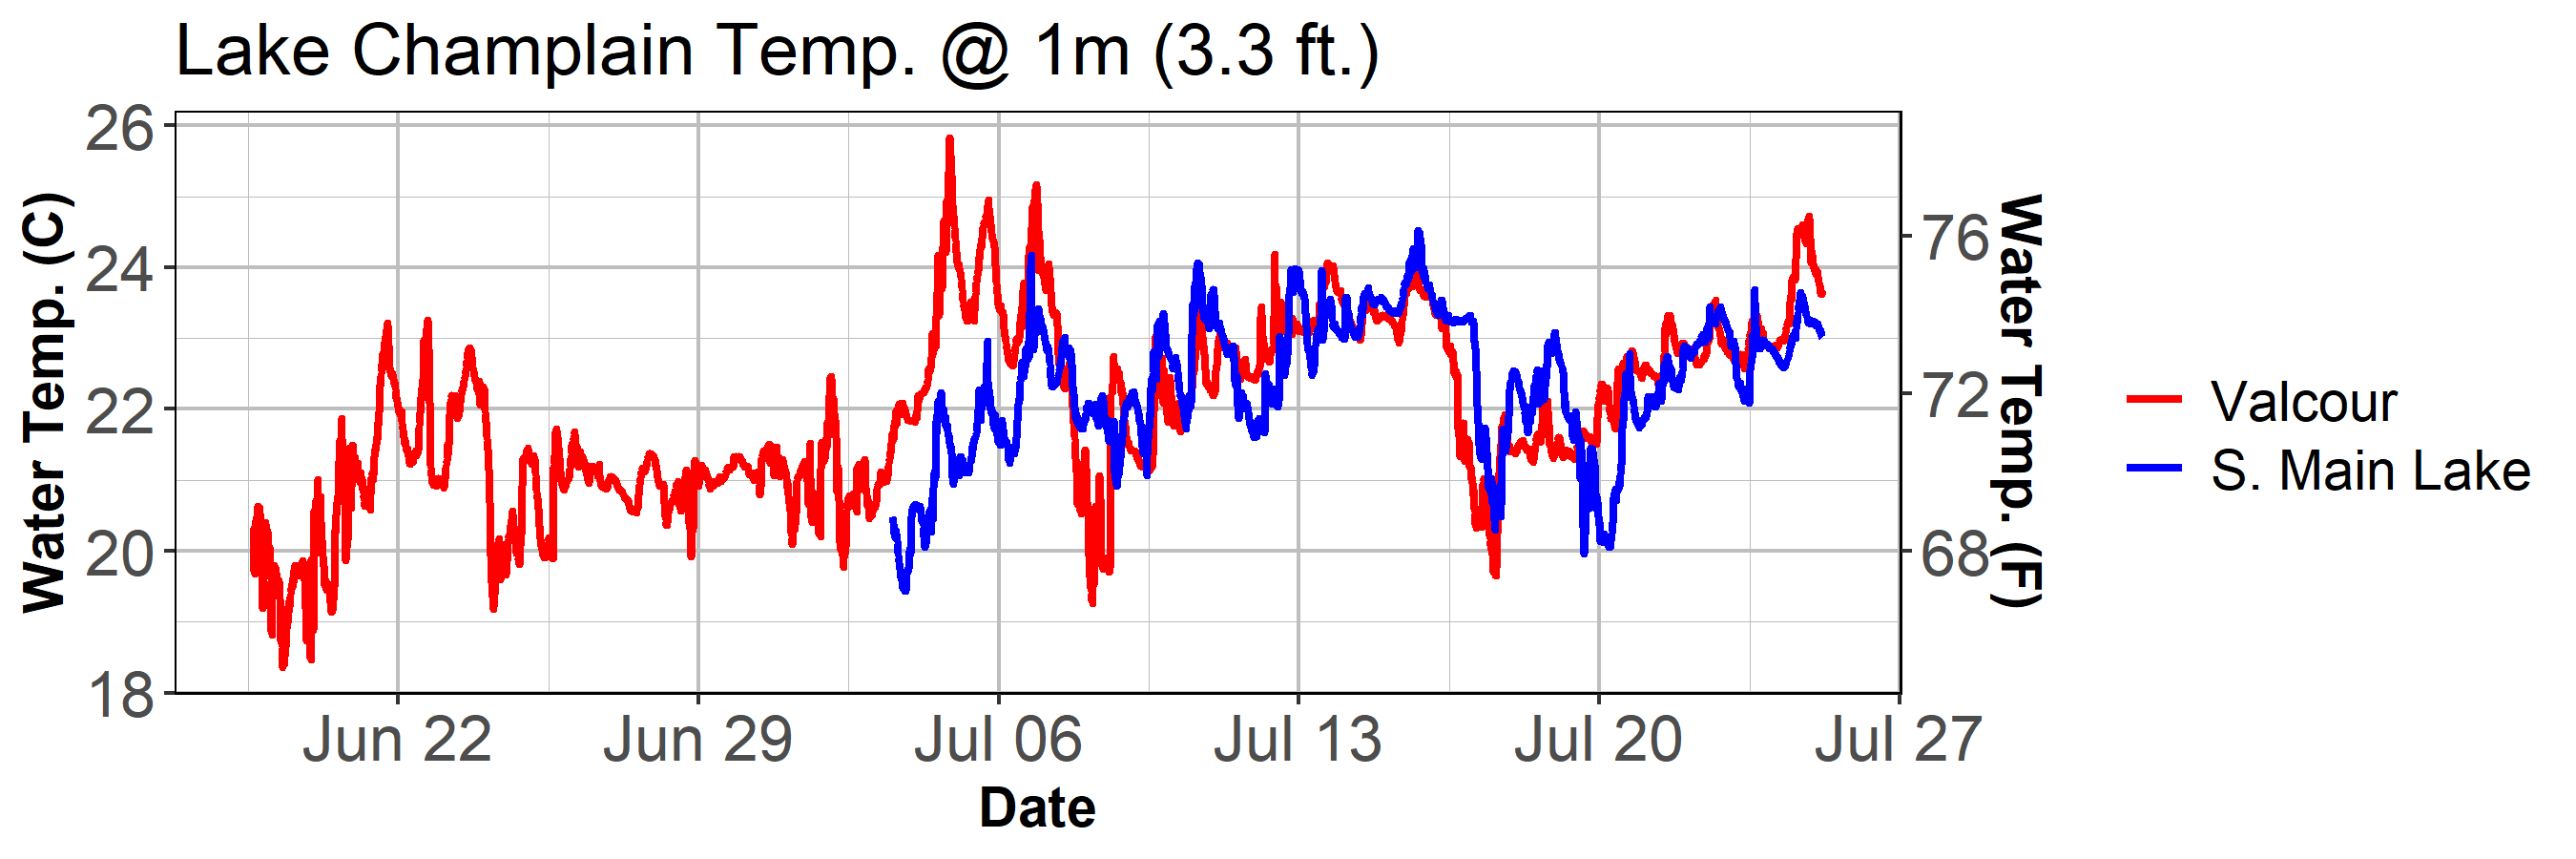 Lake Champlain Temp. @ 1m (3.3 ft.)
Water Temp. (C)
26
24
22
20
18
76
72
68
Water Temp. (F)
Jun 22
Jun 29
Jul 06
Jul 13
Jul 20
Jul 27
Date
Valcour
S. Main Lake